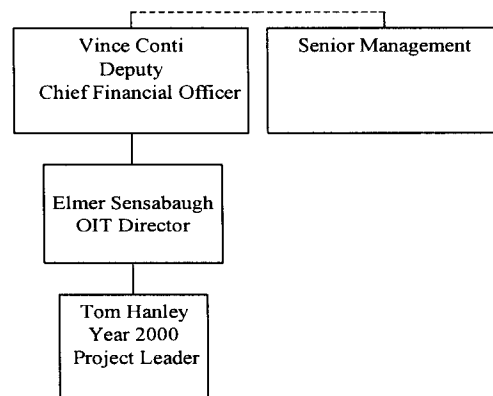 Vince Conti
Deputy
Chief Financial Officer
Senior Management
Elmer Sensabaugh
OIT Director
Tom Hanley
Year 2000
Project Leader